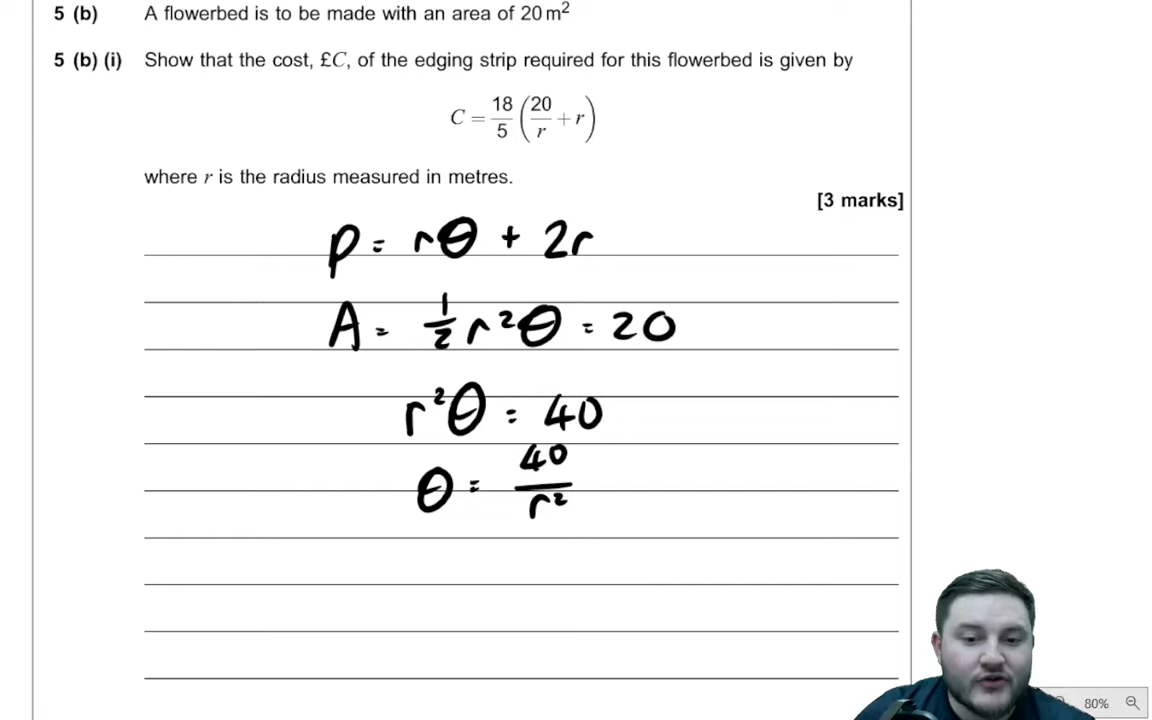 5 (b) A flowerbed is to be made with an area of 20 m²
5 (b) (i) Show that the cost, £C, of the edging strip required for this flowerbed is given by
C = 18/5 (20/r + r)
where r is the radius measured in metres.
[3 marks]
P = rθ + 2r
A = 1/2 r²θ = 20
r²θ = 40
θ = 40/r²
80%